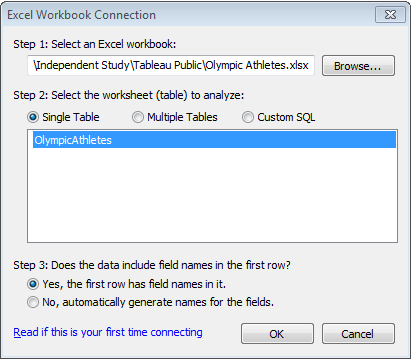 Excel Workbook Connection
Step 1: Select an Excel workbook:
\Independent Study\Tableau Public\Olympic Athletes.xlsx Browse...
Step 2: Select the worksheet (table) to analyze:
Single Table Multiple Tables Custom SQL
OlympicAthletes
Step 3: Does the data include field names in the first row?
Yes, the first row has field names in it.
No, automatically generate names for the fields.
Read if this is your first time connecting OK Cancel